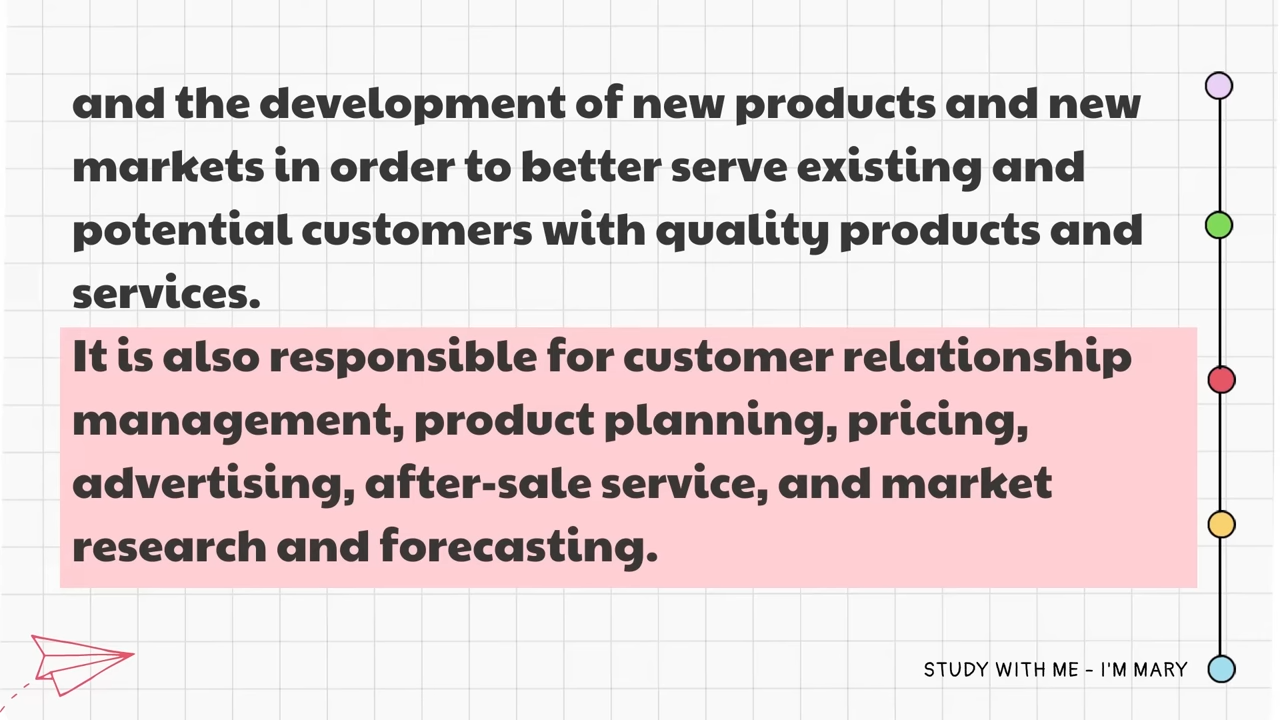 and the development of new products and new
markets in order to better serve existing and
potential customers with quality products and
services.
It is also responsible for customer relationship
management, product planning, pricing,
advertising, after-sale service, and market
research and forecasting.
STUDY WITH ME - I'M MARY